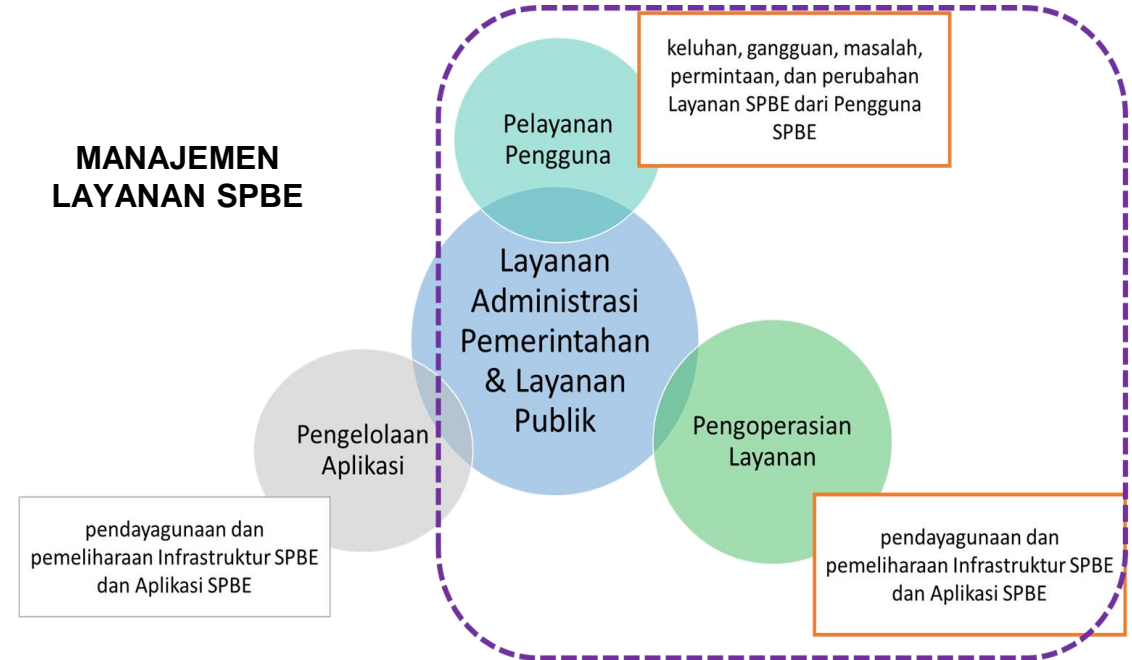 MANAJEMEN
LAYANAN SPBE
keluhan, gangguan, masalah,
permintaan, dan perubahan
Layanan SPBE dari Pengguna
SPBE
Pelayanan
Pengguna
Layanan
Administrasi
Pemerintahan
& Layanan
Publik
Pengelolaan
Aplikasi
Pengoperasian
Layanan
pendayagunaan dan
pemeliharaan Infrastruktur SPBE
dan Aplikasi SPBE
pendayagunaan dan
pemeliharaan Infrastruktur SPBE
dan Aplikasi SPBE